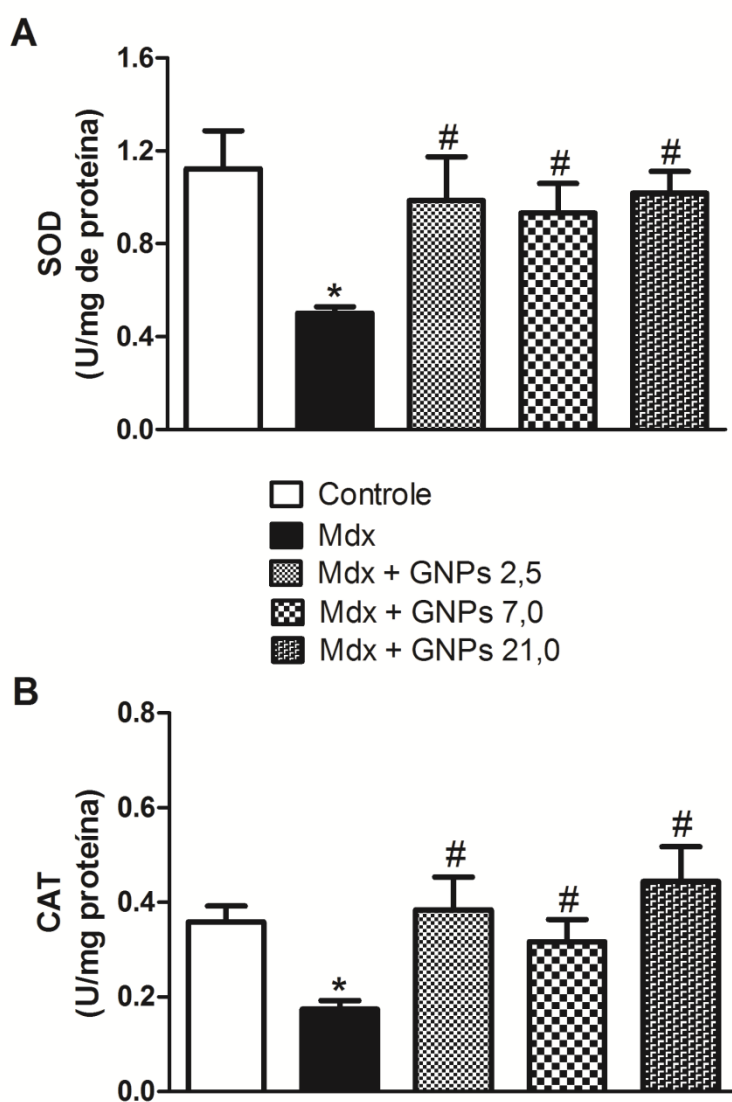 A
SOD
(U/mg de proteína)
1.6
1.2
0.8
0.4
0.0
*
#
#
#
Controle
Mdx
Mdx + GNPs 2,5
Mdx + GNPs 7,0
Mdx + GNPs 21,0
B
CAT
(U/mg proteína)
0.8
0.6
0.4
0.2
0.0
*
#
#
#